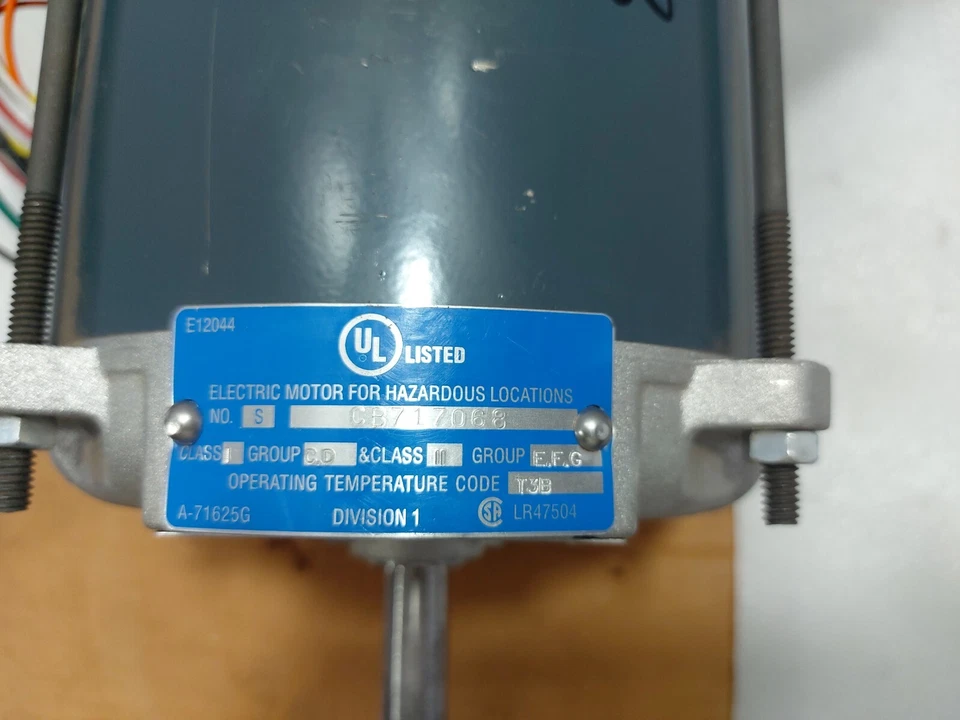 E12044
UL LISTED
ELECTRIC MOTOR FOR HAZARDOUS LOCATIONS
NO. S CB717068
CLASS I GROUP D.D & CLASS II GROUP E.F.G
OPERATING TEMPERATURE CODE T3B
A-71625G DIVISION 1 SA LR47504